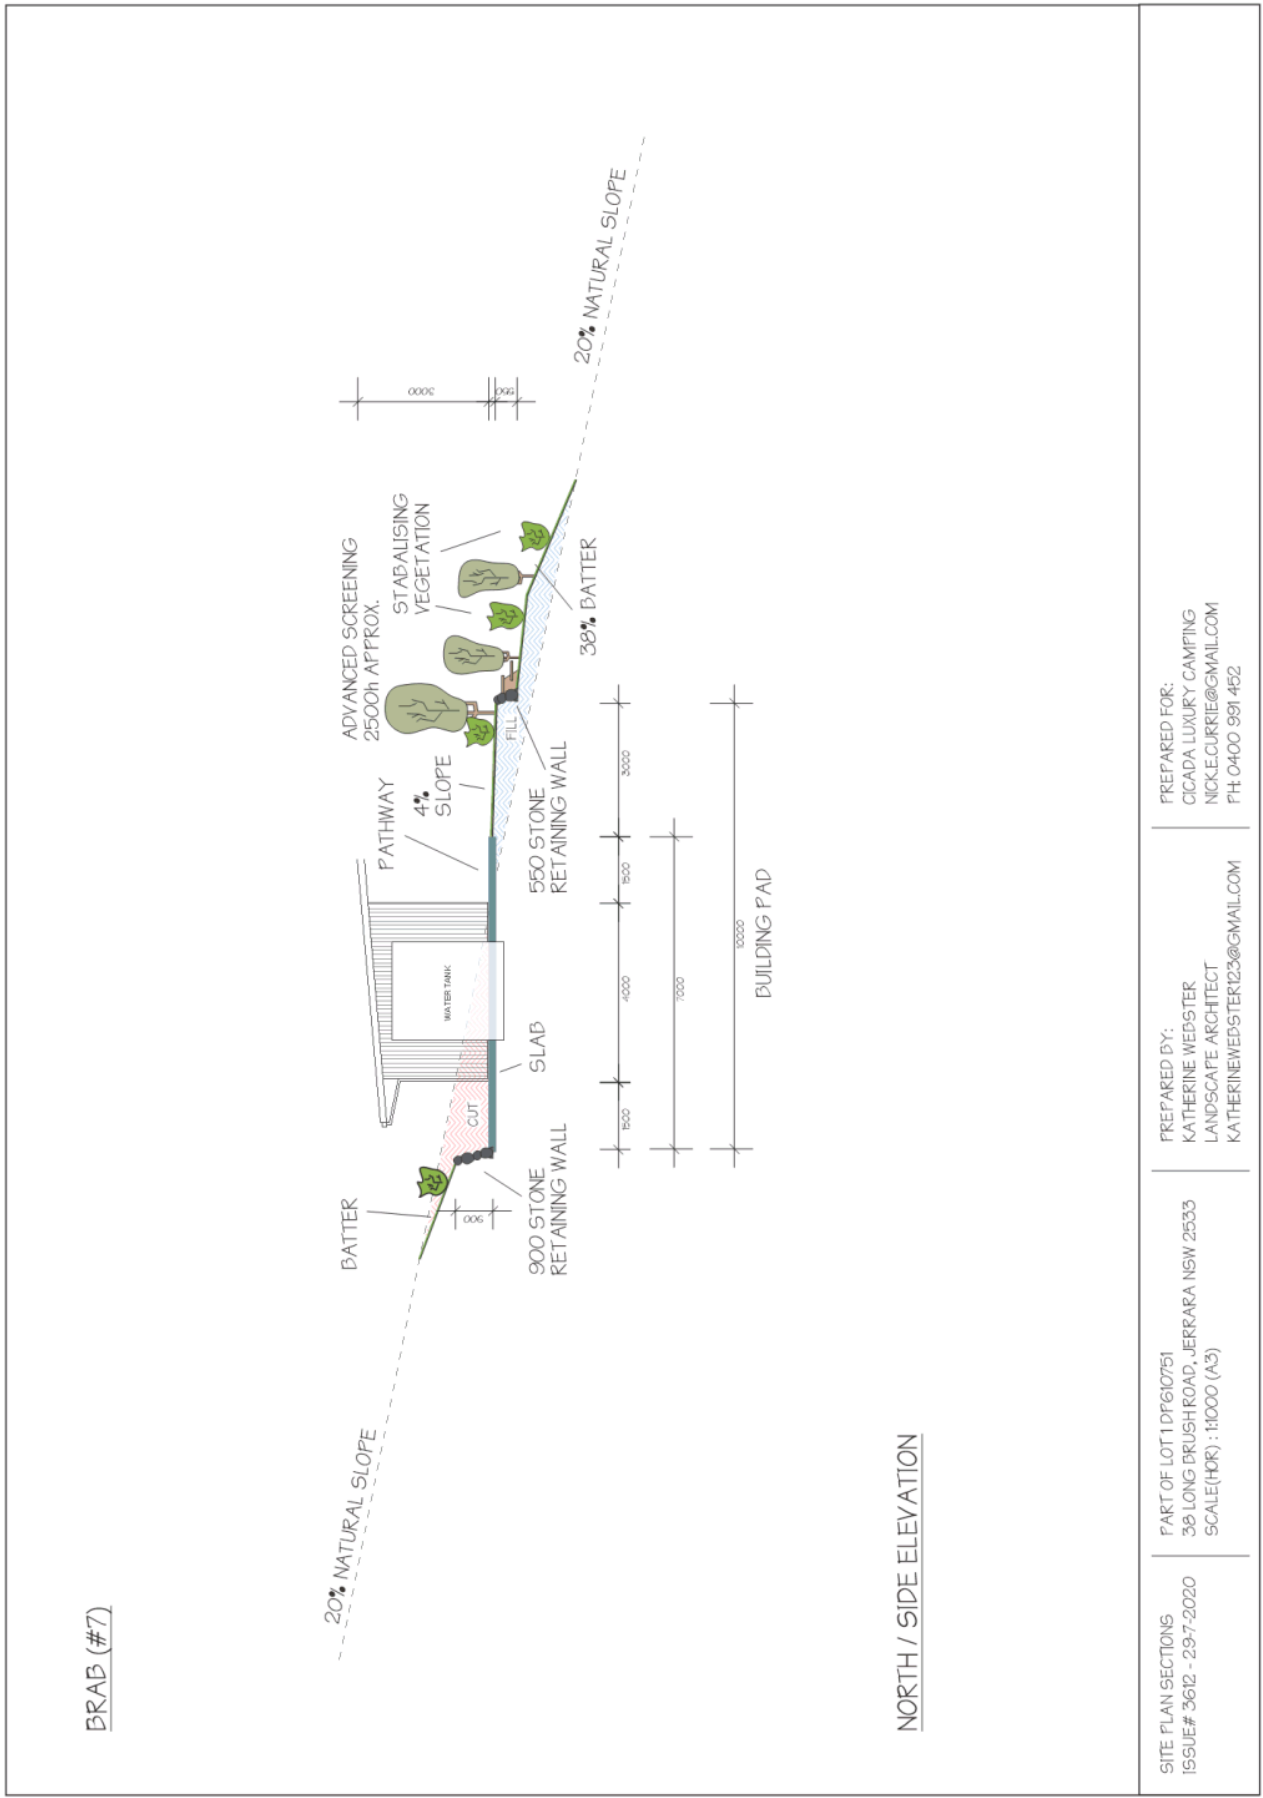 BRAB (#7)
20% NATURAL SLOPE
BATTER
900
900 STONE
RETAINING WALL
CUT
SLAB
WATER TANK
PATHWAY
4%
SLOPE
550 STONE
RETAINING WALL
FILL
ADVANCED SCREENING
2500h APPROX.
STABALISING
VEGETATION
38% BATTER
3000
550
20% NATURAL SLOPE
1500
4000
1500
3000
7000
10000
BUILDING PAD
NORTH / SIDE ELEVATION
SITE PLAN SECTIONS
ISSUE# 3612 - 29-7-2020
PART OF LOT 1 DP610751
38 LONG BRUSH ROAD, JERRARA NSW 2533
SCALE(HOR) : 1:1000 (A3)
PREPARED BY:
KATHERINE WEBSTER
LANDSCAPE ARCHITECT
KATHERINEWEBSTER123@GMAIL.COM
PREPARED FOR:
CICADA LUXURY CAMPING
NICK.E.CURRIE@GMAIL.COM
PH: 0400 991 452